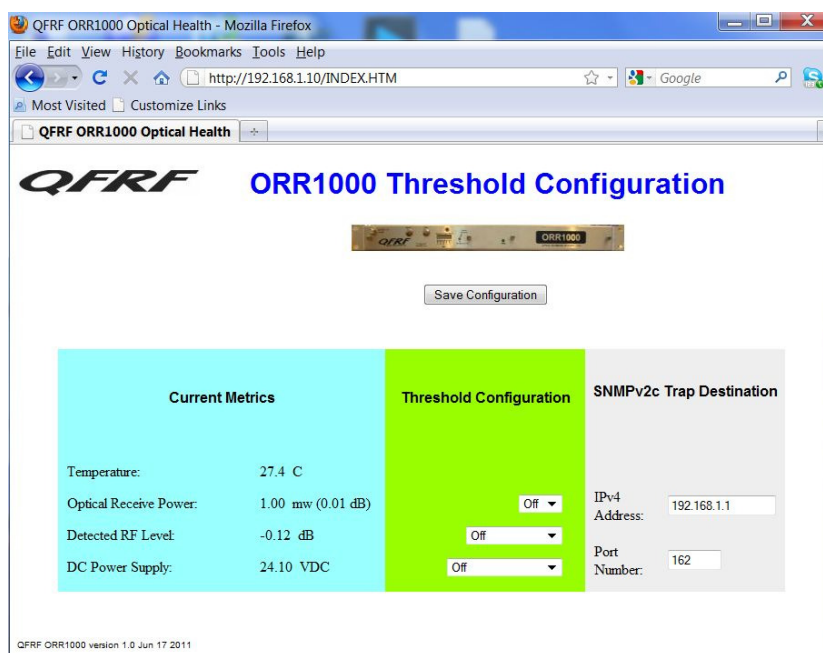 QFRF ORR1000 Optical Health - Mozilla Firefox
File Edit View History Bookmarks Tools Help
http://192.168.1.10/INDEX.HTM
Google
Most Visited Customize Links
QFRF ORR1000 Optical Health
QFRF ORR1000 Threshold Configuration
QFRF ORR1000
Save Configuration
Current Metrics Threshold Configuration SNMPv2c Trap Destination
Temperature: 27.4 C
Optical Receive Power: 1.00 mw (0.01 dB) Off IPv4 Address: 192.168.1.1
Detected RF Level: -0.12 dB Off
DC Power Supply: 24.10 VDC Off Port Number: 162
QFRF ORR1000 version 1.0 Jun 17 2011